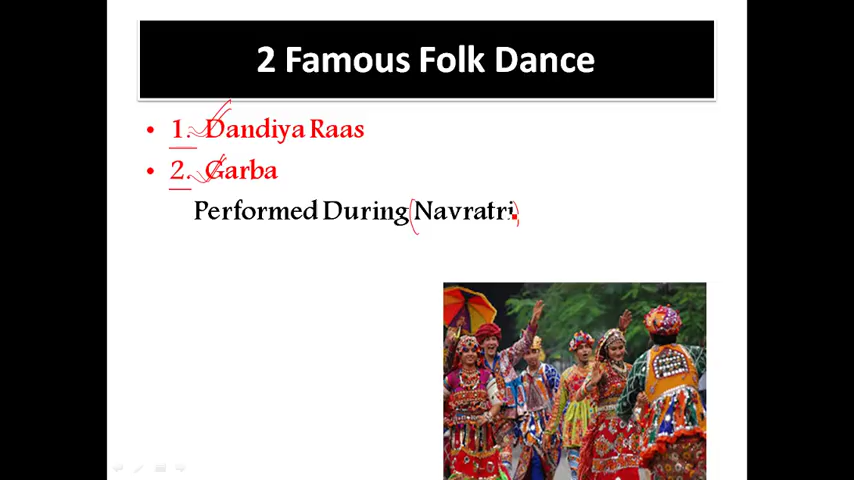 2 Famous Folk Dance
• 1. Dandiya Raas
• 2. Garba
Performed During (Navratri)